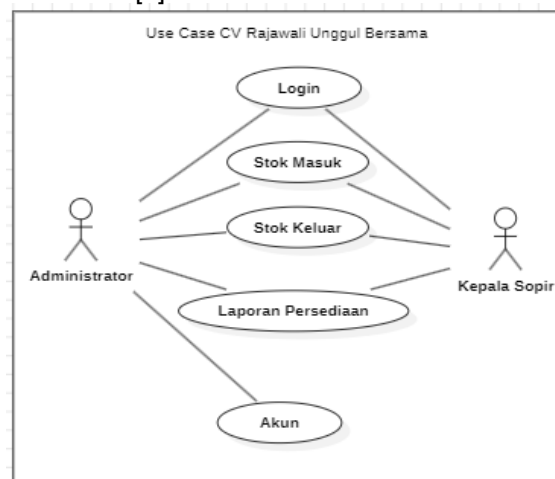 Use Case CV Rajawali Unggul Bersama
Login
Stok Masuk
Stok Keluar
Administrator
Kepala Sopir
Laporan Persediaan
Akun